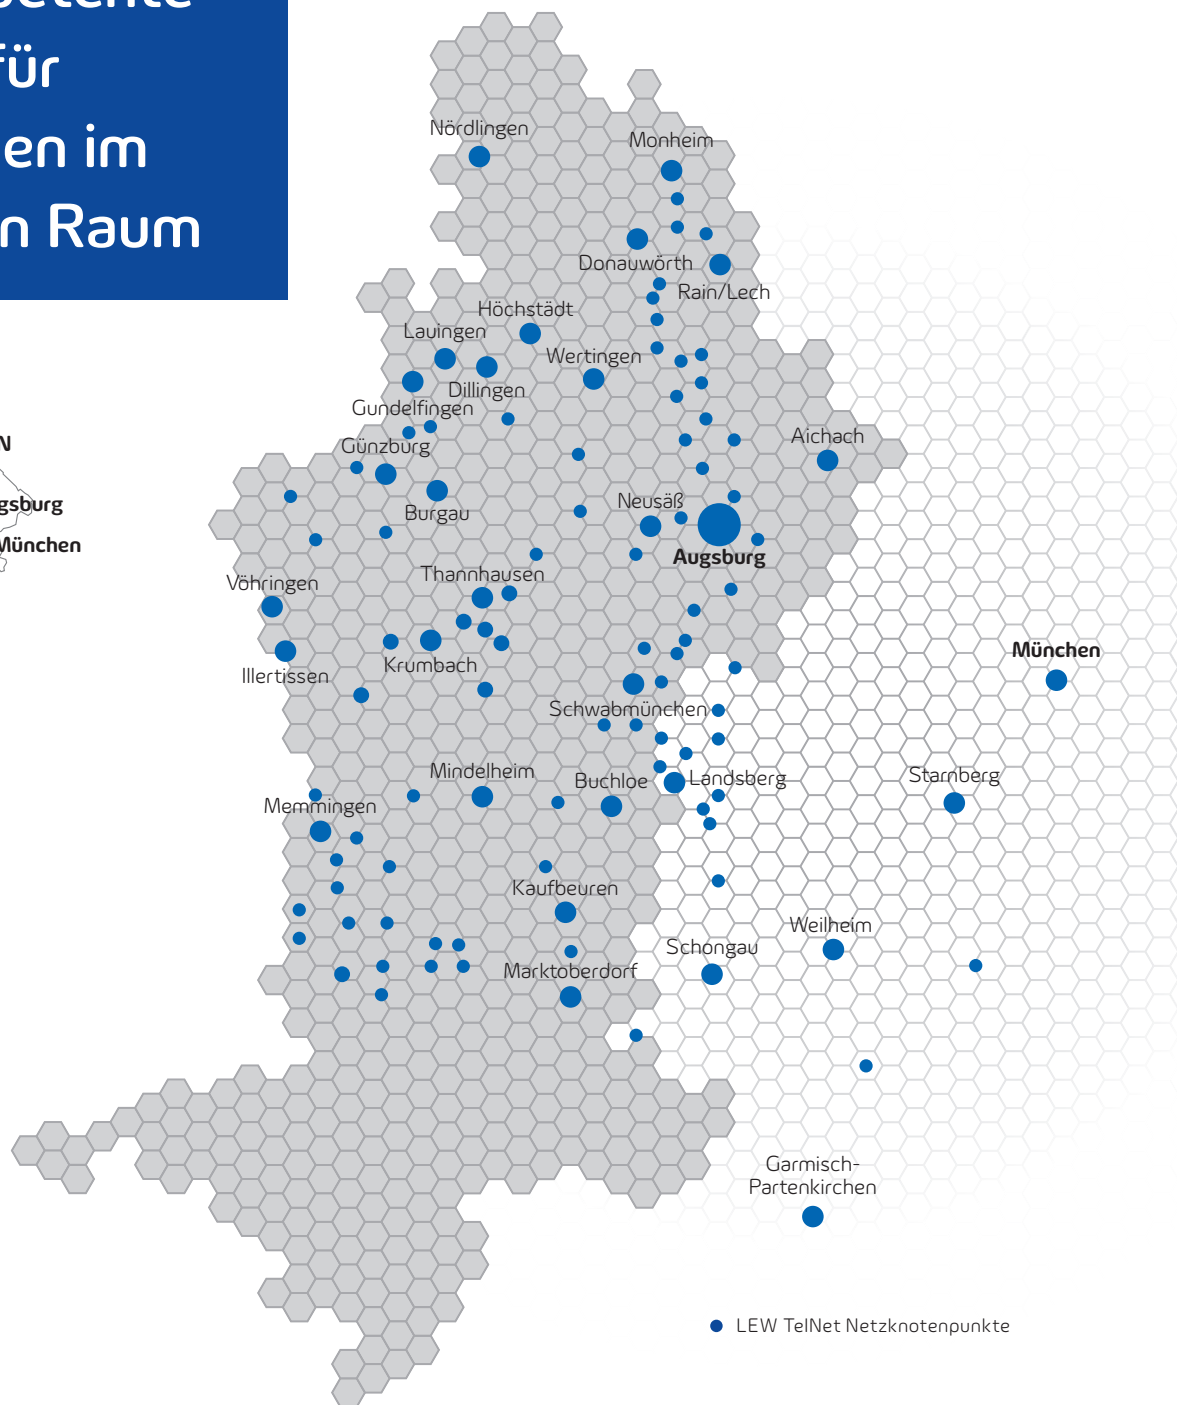 für
en im
n Raum
Nördlingen
Monheim
Donauwörth
Rain/Lech
Höchstädt
Lauingen
Wertingen
Dillingen
Gundelfingen
Aichach
Günzburg
N
Neusäß
gsburg
Burgau
München
Augsburg
Thannhausen
Vöhringen
München
Krumbach
Illertissen
Schwabmünchen
Mindelheim
Buchloe
Landsberg
Starnberg
Memmingen
Kaufbeuren
Weilheim
Schongau
Marktoberdorf
Garmisch-
Partenkirchen
LEW TelNet Netzknotenpunkte